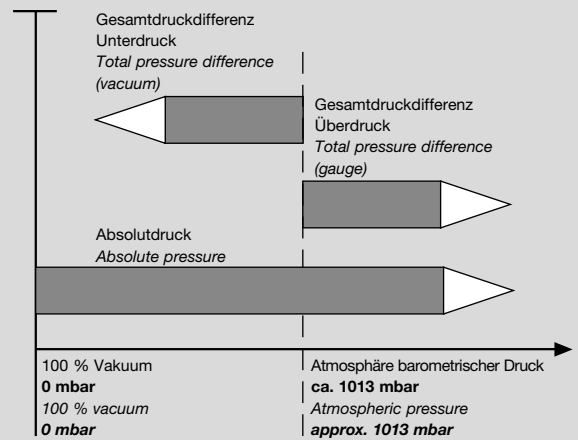 Gesamtdruckdifferenz
Unterdruck
Total pressure difference
(vacuum)
Gesamtdruckdifferenz
Überdruck
Total pressure difference
(gauge)
Absolutdruck
Absolute pressure
100 % Vakuum
0 mbar
100 % vacuum
0 mbar
Atmosphäre barometrischer Druck
ca. 1013 mbar
Atmospheric pressure
approx. 1013 mbar